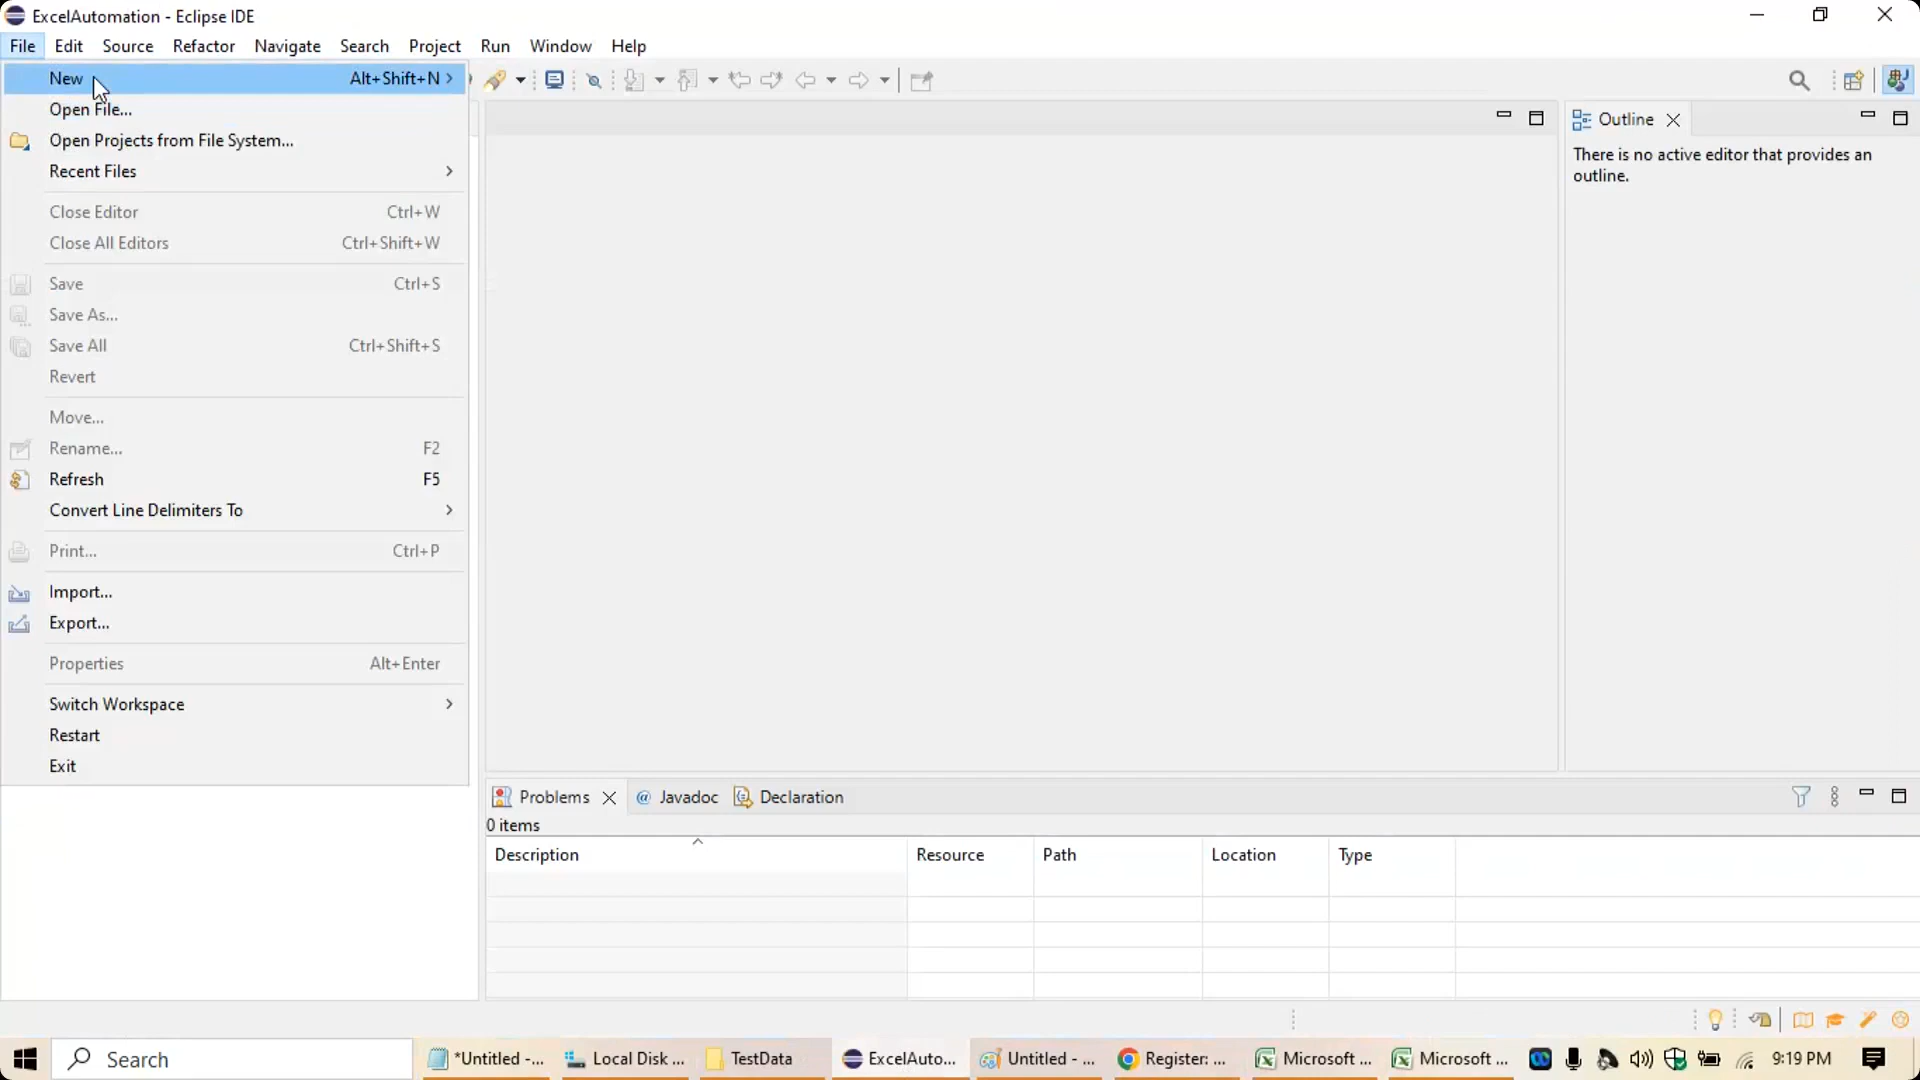 ExcelAutomation - Eclipse IDE
File Edit Source Refactor Navigate Search Project Run Window Help
New Alt+Shift+N
Open File...
Open Projects from File System...
Recent Files
Close Editor Ctrl+W
Close All Editors Ctrl+Shift+W
Save Ctrl+S
Save As...
Save All Ctrl+Shift+S
Revert
Move...
Rename... F2
Refresh F5
Convert Line Delimiters To
Print... Ctrl+P
Import...
Export...
Properties Alt+Enter
Switch Workspace
Restart
Exit
Outline
There is no active editor that provides an
outline.
Problems @ Javadoc Declaration
0 items
Description Resource Path Location Type
Search *Untitled -... Local Disk ... TestData ExcelAuto... Untitled - ... Register: ... Microsoft ... Microsoft ... 9:19 PM